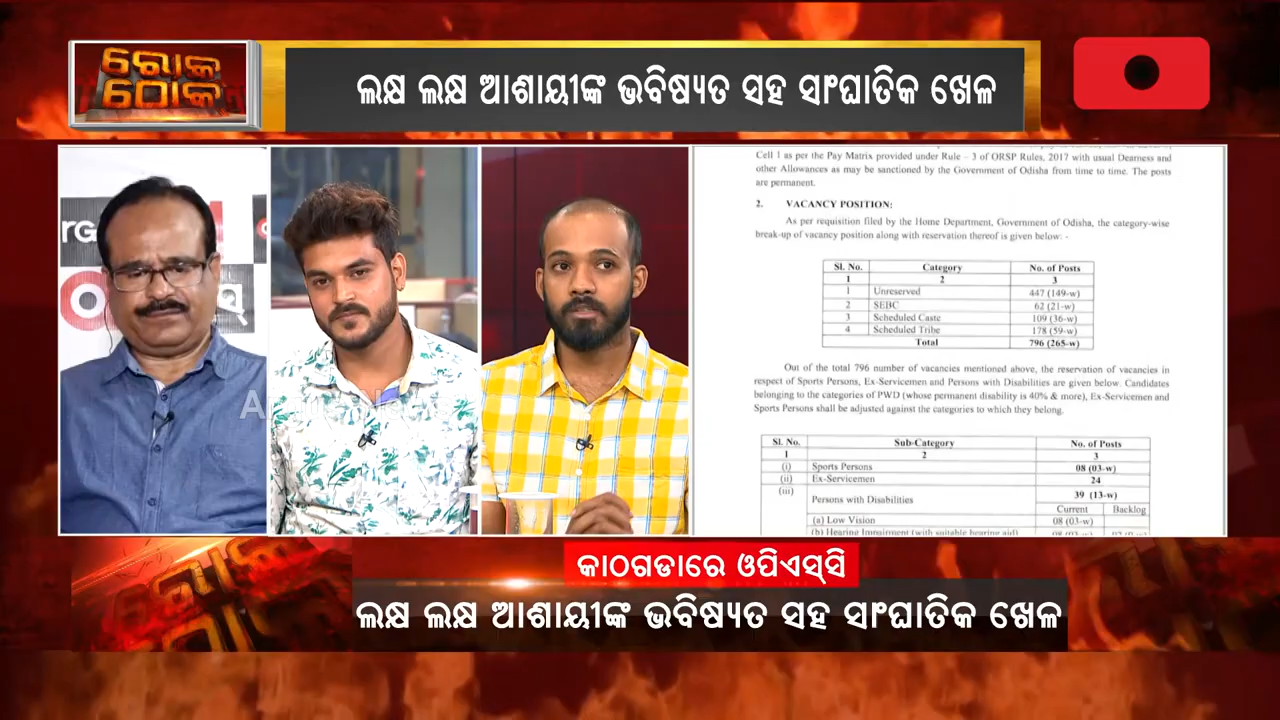 ରୋକ
ଠୋକ
ଲକ୍ଷ ଲକ୍ଷ ଆଶାୟୀଙ୍କ ଭବିଷ୍ୟତ ସହ ସାଂଘାତିକ ଖେଳ
Cell 1 as per the Pay Matrix provided under Rule – 3 of ORSP Rules, 2017 with usual Dearness and
other Allowances as may be sanctioned by the Government of Odisha from time to time. The posts
are permanent.
2. VACANCY POSITION:
As per requisition filed by the Home Department, Government of Odisha, the category-wise
break-up of vacancy position along with reservation thereof is given below: -
Sl. No. Category No. of Posts
1 2 3
1 Unreserved 447 (149-w)
2 SEBC 62 (21-w)
3 Scheduled Caste 109 (36-w)
4 Scheduled Tribe 178 (59-w)
Total 796 (265-w)
Out of the total 796 number of vacancies mentioned above, the reservation of vacancies in
respect of Sports Persons, Ex-Servicemen and Persons with Disabilities are given below. Candidates
belonging to the categories of PWD (whose permanent disability is 40% & more), Ex-Servicemen and
Sports Persons shall be adjusted against the categories to which they belong.
Sl. No. Sub-Category No. of Posts
1 2 3
(i) Sports Persons 08 (03-w)
(ii) Ex-Servicemen 24
(iii) Persons with Disabilities 39 (13-w)
Current Backlog
(a) Low Vision 08 (03-w)
(b) Hearing Impairment (with suitable hearing aid)
କାଠଗଡାରେ ଓପିଏସ୍‌ସି
ଲକ୍ଷ ଲକ୍ଷ ଆଶାୟୀଙ୍କ ଭବିଷ୍ୟତ ସହ ସାଂଘାତିକ ଖେଳ